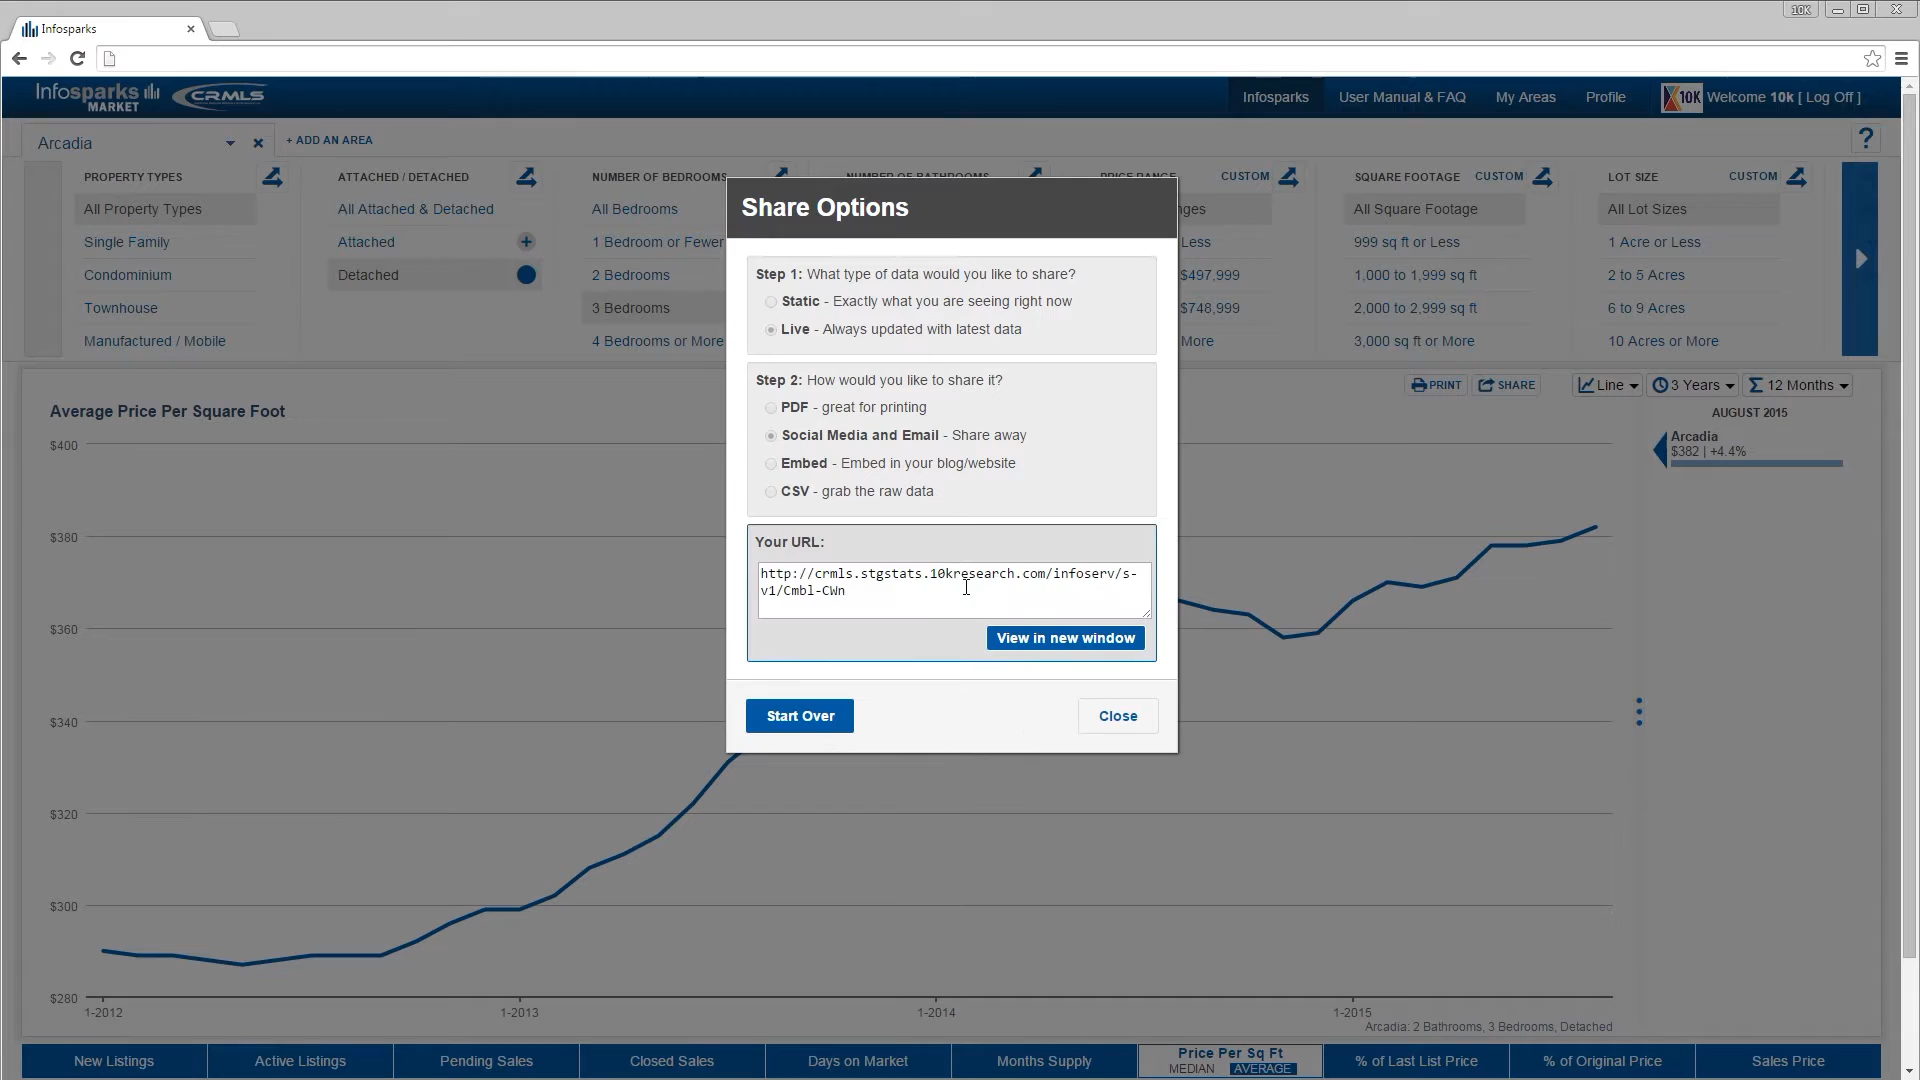 10K
Infosparks
Infosparks
MARKET
CRMLS
Infosparks
User Manual & FAQ
My Areas
Profile
10K
Welcome 10k [ Log Off ]
Arcadia
+ ADD AN AREA
?
PROPERTY TYPES
All Property Types
Single Family
Condominium
Townhouse
Manufactured / Mobile
ATTACHED / DETACHED
All Attached & Detached
Attached
Detached
NUMBER OF BEDROOMS
All Bedrooms
1 Bedroom or Fewer
2 Bedrooms
3 Bedrooms
4 Bedrooms or More
NUMBER OF BATHROOMS
PRICE RANGE
CUSTOM
nges
Less
$497,999
$748,999
More
SQUARE FOOTAGE
CUSTOM
All Square Footage
999 sq ft or Less
1,000 to 1,999 sq ft
2,000 to 2,999 sq ft
3,000 sq ft or More
LOT SIZE
CUSTOM
All Lot Sizes
1 Acre or Less
2 to 5 Acres
6 to 9 Acres
10 Acres or More
Share Options
Step 1: What type of data would you like to share?
Static - Exactly what you are seeing right now
Live - Always updated with latest data
Step 2: How would you like to share it?
PDF - great for printing
Social Media and Email - Share away
Embed - Embed in your blog/website
CSV - grab the raw data
Your URL:
http://crmls.stgstats.10kresearch.com/infoserv/s-
v1/Cmbl-CWn
View in new window
Start Over
Close
PRINT
SHARE
Line
3 Years
12 Months
Average Price Per Square Foot
AUGUST 2015
Arcadia
$382 | +4.4%
$400
$380
$360
$340
$320
$300
$280
1-2012
1-2013
1-2014
1-2015
Arcadia: 2 Bathrooms, 3 Bedrooms, Detached
New Listings
Active Listings
Pending Sales
Closed Sales
Days on Market
Months Supply
Price Per Sq Ft
MEDIAN AVERAGE
% of Last List Price
% of Original Price
Sales Price